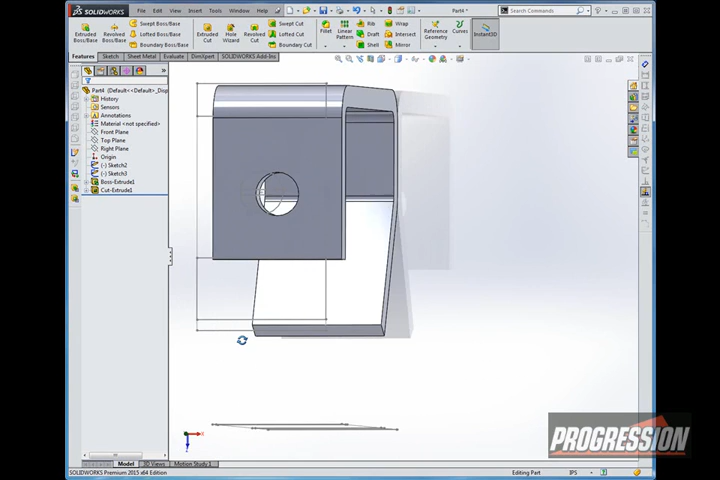 SOLIDWORKS File Edit View Insert Tools Window Help Part4 * Search Commands
Extruded Boss/Base Revolved Boss/Base Swept Boss/Base Lofted Boss/Base Boundary Boss/Base Extruded Cut Hole Wizard Revolved Cut Swept Cut Lofted Cut Boundary Cut Fillet Linear Pattern Rib Draft Shell Wrap Intersect Mirror Reference Geometry Curves Instant3D
Features Sketch Sheet Metal Evaluate DimXpert SOLIDWORKS Add-Ins
Part4 (Default<<Default>_Disp
History
Sensors
Annotations
Material <not specified>
Front Plane
Top Plane
Right Plane
Origin
(-) Sketch2
(-) Sketch3
Boss-Extrude1
Cut-Extrude1
PROGRESSION
Model 3D Views Motion Study 1
SOLIDWORKS Premium 2015 x64 Edition Editing Part IPS